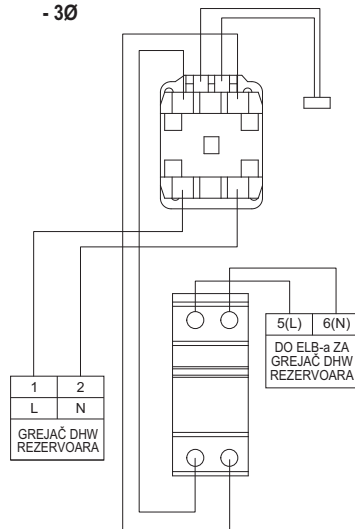 - 3Ø
5(L) 6(N)
DO ELB-a ZA
GREJAČ DHW
REZERVOARA
1 2
L N
GREJAČ DHW
REZERVOARA